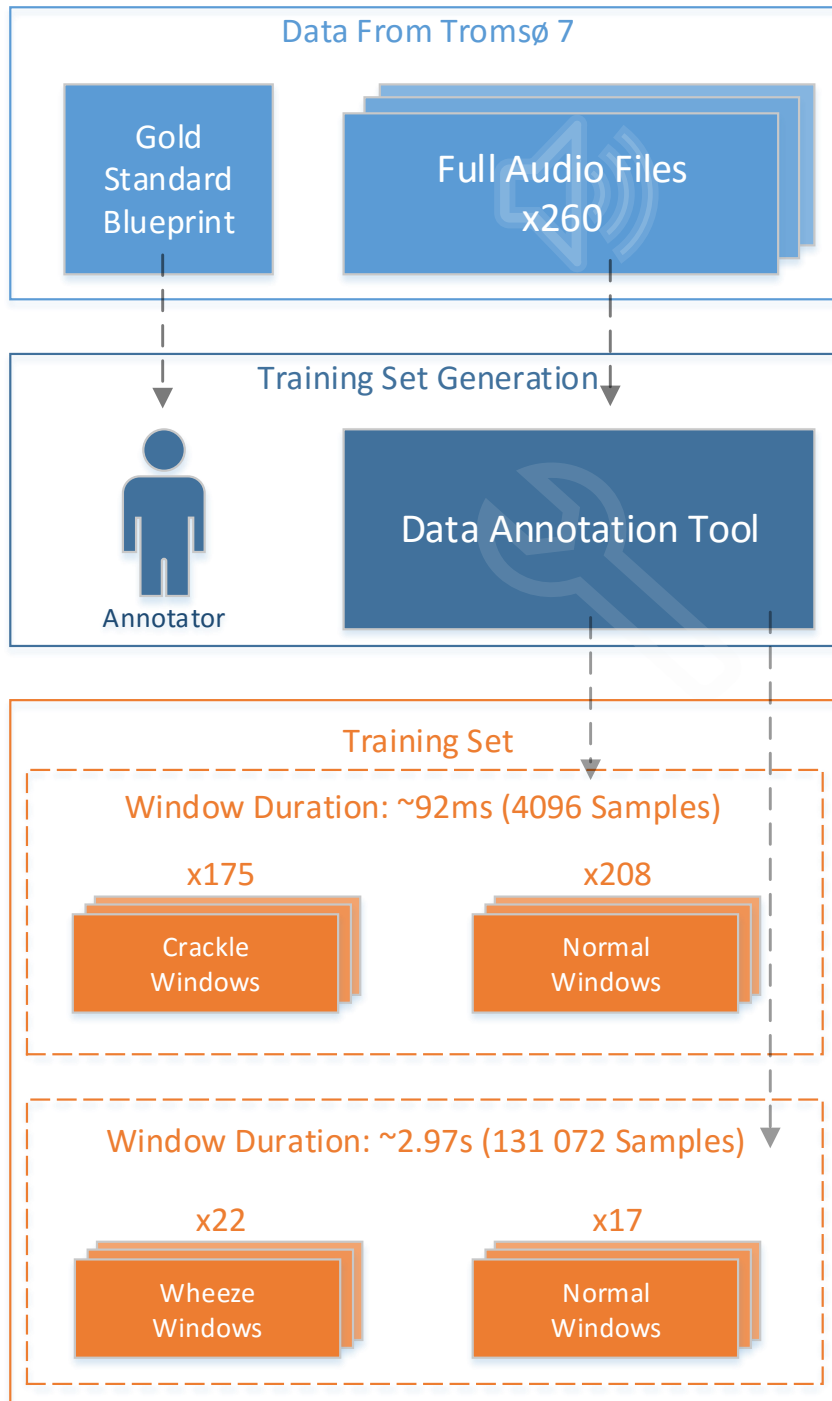 Data From Tromsø 7
Gold
Standard
Blueprint
Full Audio Files
x260
Training Set Generation
Annotator
Data Annotation Tool
Training Set
Window Duration: ~92ms (4096 Samples)
x175
Crackle
Windows
x208
Normal
Windows
Window Duration: ~2.97s (131 072 Samples)
x22
Wheeze
Windows
x17
Normal
Windows